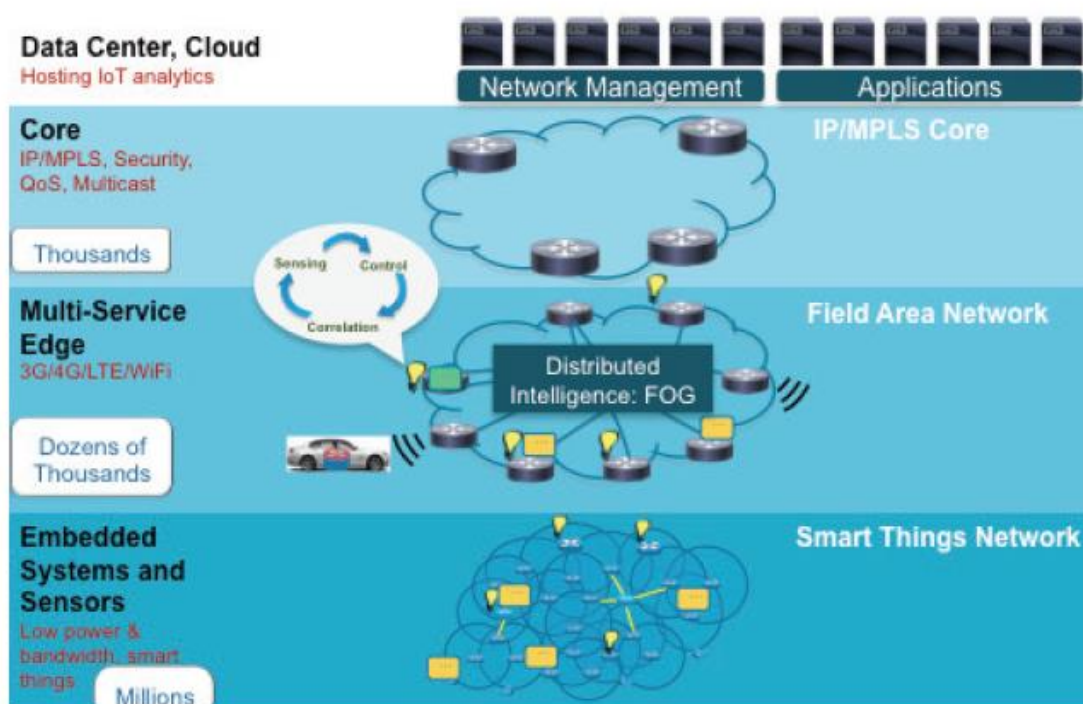 Data Center, Cloud
Hosting IoT analytics
Network Management
Applications
Core
IP/MPLS, Security,
QoS, Multicast
IP/MPLS Core
Thousands
Sensing
Control
Correlation
Multi-Service
Edge
3G/4G/LTE/WiFi
Field Area Network
Distributed
Intelligence: FOG
Dozens of
Thousands
Embedded
Systems and
Sensors
Low power &
bandwidth, smart
things
Smart Things Network
Millions